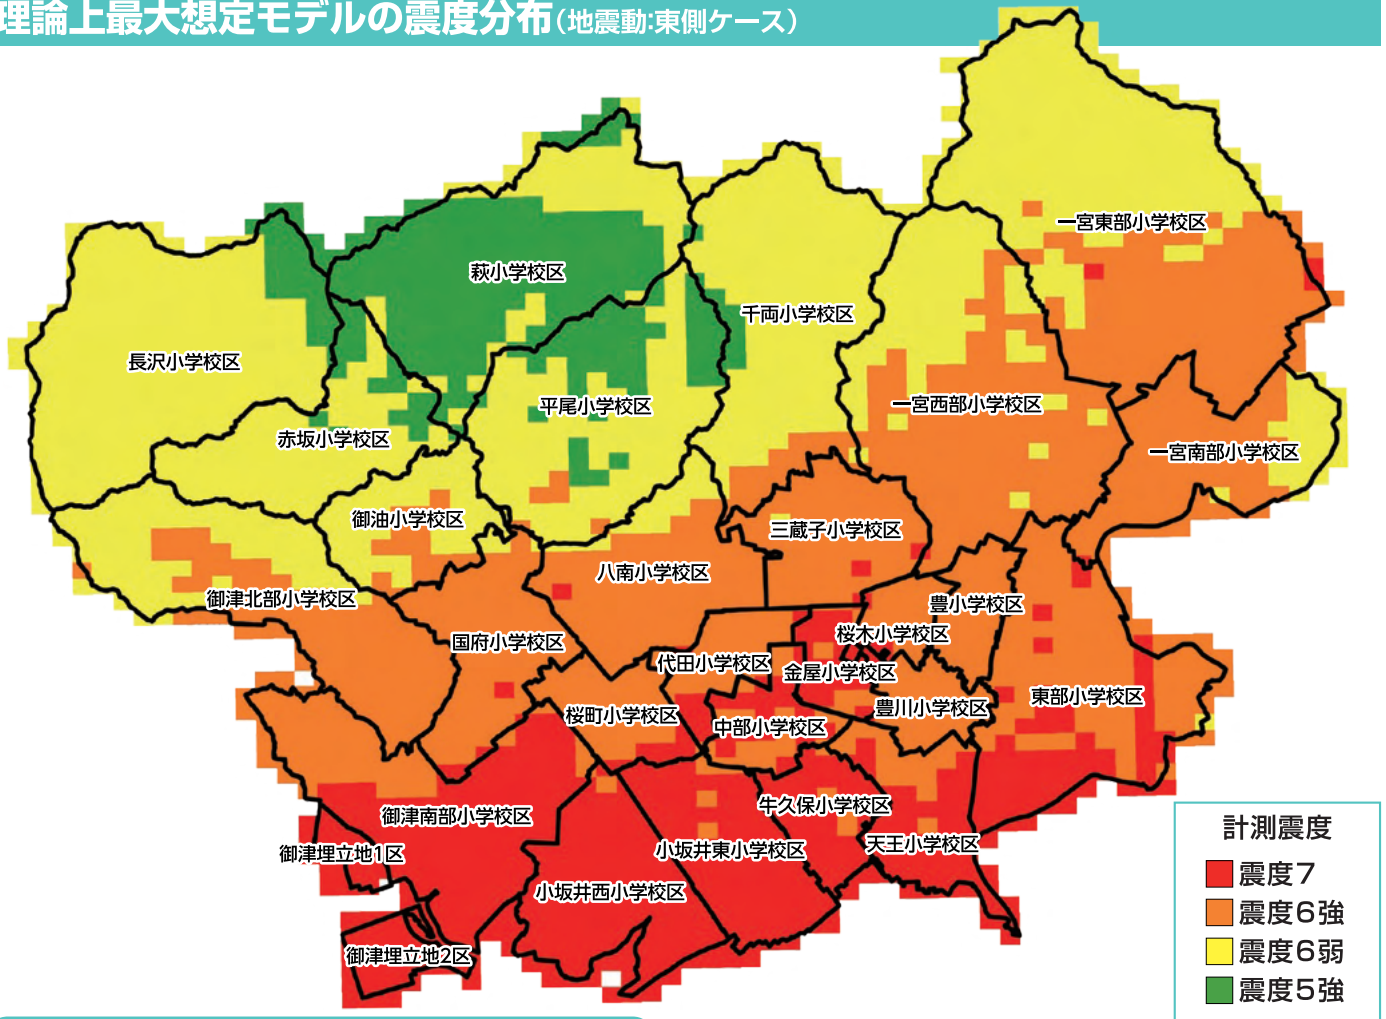 理論上最大想定モデルの震度分布(地震動:東側ケース)
一宮東部小学校区
萩小学校区
千両小学校区
長沢小学校区
平尾小学校区
一宮西部小学校区
赤坂小学校区
一宮南部小学校区
御油小学校区
三蔵子小学校区
八南小学校区
御津北部小学校区
豊小学校区
国府小学校区
桜木小学校区
代田小学校区
金屋小学校区
東部小学校区
桜町小学校区
豊川小学校区
中部小学校区
御津南部小学校区
牛久保小学校区
御津埋立地1区
小坂井東小学校区
天王小学校区
小坂井西小学校区
御津埋立地2区
計測震度
震度7
震度6強
震度6弱
震度5強